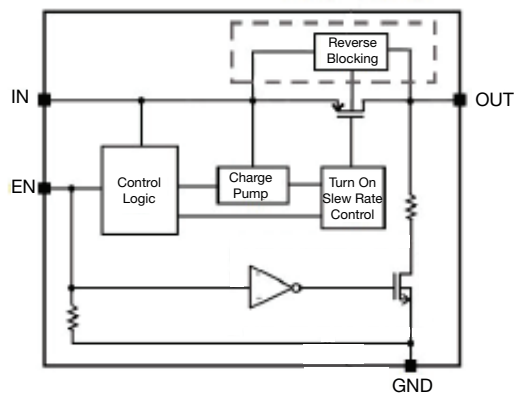 Reverse
Blocking
IN
OUT
EN
Control
Logic
Charge
Pump
Turn On
Slew Rate
Control
GND